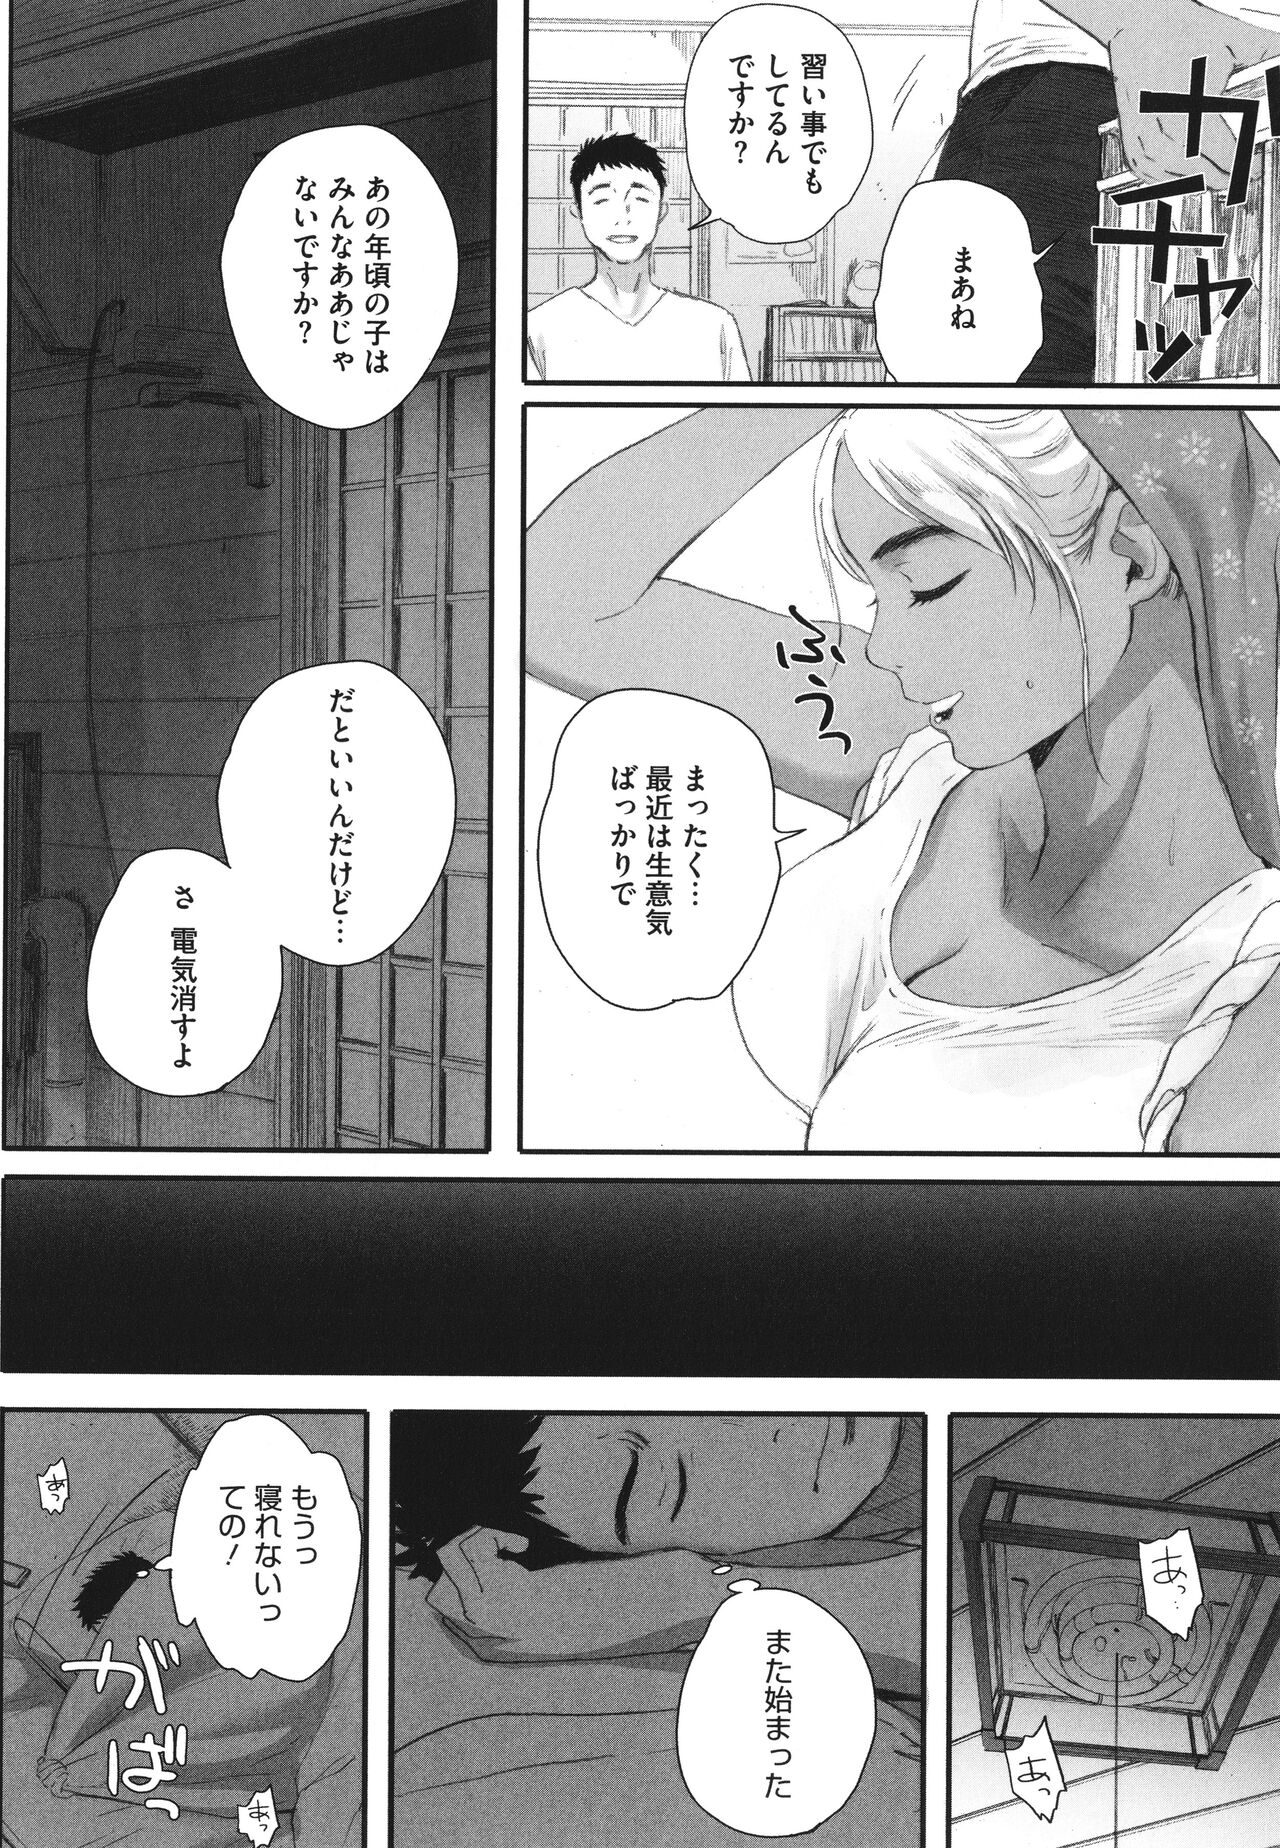 習い事でも
してるん
ですか?
まあね
ガチャガチャッ
ふぅっ
まったく…
最近は生意気
ばっかりで
あの年頃の子は
みんなああじゃ
ないですか?
だといいんだけど…
さ 電気消すよ
あっ
あっ
また始まった
もうっ
寝れないっ
ての!
あっ
がばっ
あっ